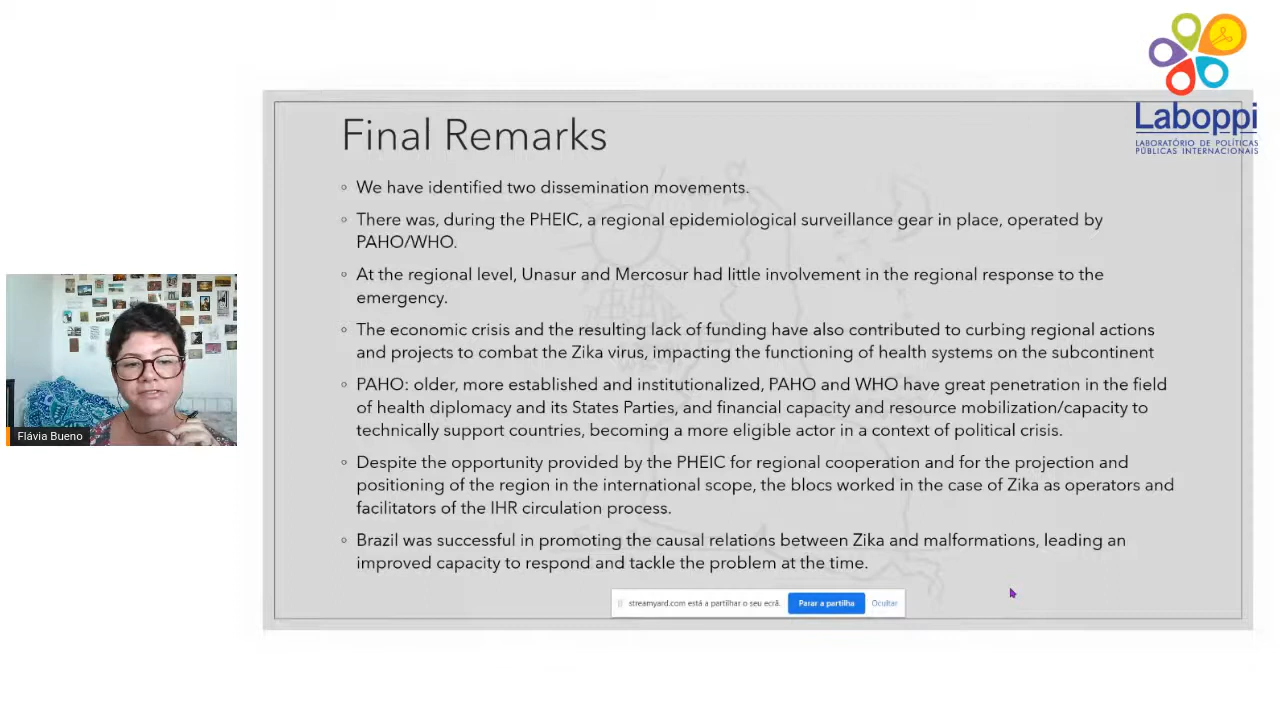 Laboppi
LABORATÓRIO DE POLÍTICAS
PÚBLICAS INTERNACIONAIS
Final Remarks
We have identified two dissemination movements.
There was, during the PHEIC, a regional epidemiological surveillance gear in place, operated by
PAHO/WHO.
At the regional level, Unasur and Mercosur had little involvement in the regional response to the
emergency.
The economic crisis and the resulting lack of funding have also contributed to curbing regional actions
and projects to combat the Zika virus, impacting the functioning of health systems on the subcontinent
PAHO: older, more established and institutionalized, PAHO and WHO have great penetration in the field
of health diplomacy and its States Parties, and financial capacity and resource mobilization/capacity to
technically support countries, becoming a more eligible actor in a context of political crisis.
Despite the opportunity provided by the PHEIC for regional cooperation and for the projection and
positioning of the region in the international scope, the blocs worked in the case of Zika as operators and
facilitators of the IHR circulation process.
Brazil was successful in promoting the causal relations between Zika and malformations, leading an
improved capacity to respond and tackle the problem at the time.
Flávia Bueno
streamyard.com está a partilhar o seu ecrã. Parar a partilha Ocultar